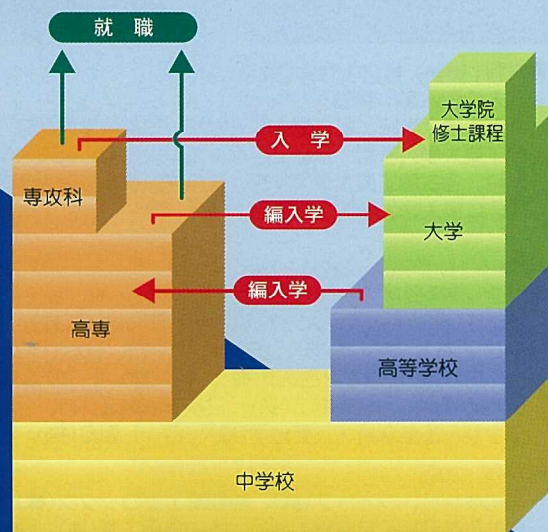 就職
大学院
修士課程
入学
専攻科
編入学
大学
編入学
高専
高等学校
中学校